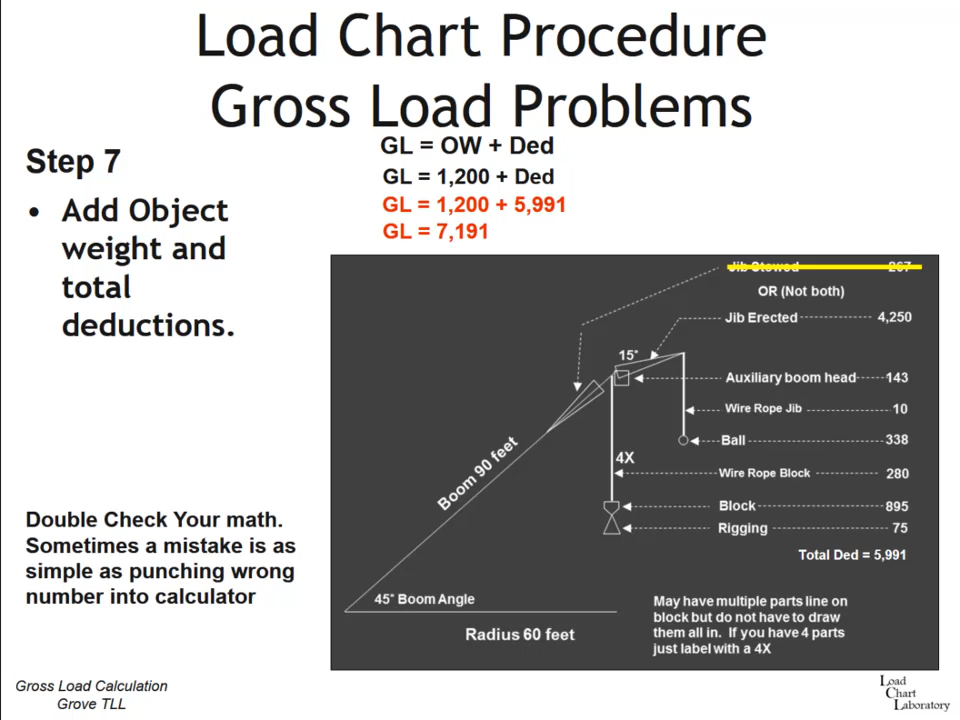 Load Chart Procedure
Gross Load Problems
Step 7
• Add Object
weight and
total
deductions.
GL = OW + Ded
GL = 1,200 + Ded
GL = 1,200 + 5,991
GL = 7,191
Jib Stowed 267
OR (Not both)
Jib Erected 4,250
15°
Auxiliary boom head 143
Wire Rope Jib 10
Ball 338
4X
Wire Rope Block 280
Block 895
Rigging 75
Total Ded = 5,991
Boom 90 feet
45° Boom Angle
Radius 60 feet
May have multiple parts line on
block but do not have to draw
them all in. If you have 4 parts
just label with a 4X
Double Check Your math.
Sometimes a mistake is as
simple as punching wrong
number into calculator
Gross Load Calculation
Grove TLL
Load
Chart
Laboratory